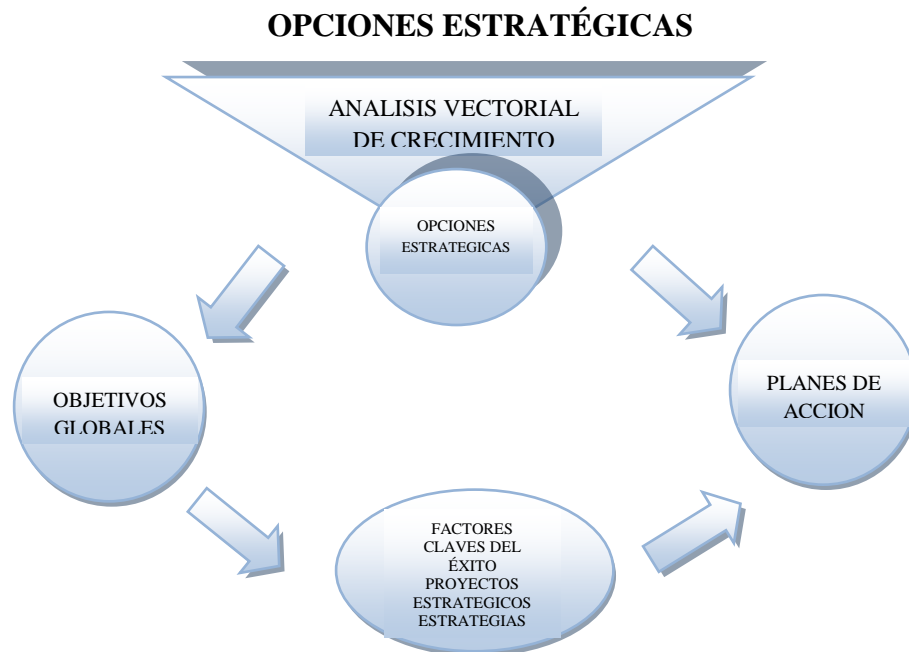 OPCIONES ESTRATÉGICAS
ANALISIS VECTORIAL
DE CRECIMIENTO
OPCIONES
ESTRATEGICAS
OBJETIVOS
GLOBALES
PLANES DE
ACCION
FACTORES
CLAVES DEL
ÉXITO
PROYECTOS
ESTRATEGICOS
ESTRATEGIAS